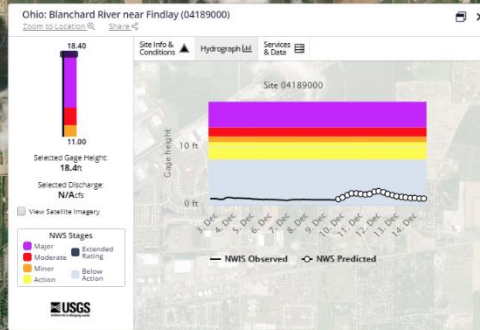 Ohio: Blanchard River near Findlay (04189000)
Zoom to Location
Share
18.40
11.00
Selected Gage Height:
18.4ft
Selected Discharge:
N/Acfs
View Satellite Imagery
NWS Stages
Major
Moderate
Minor
Action
Extended
Rating
Below
Action
USGS
Site Info &
Conditions
Hydrograph
Services
& Data
Site 04189000
Gage height
10 ft
0 ft
3. Dec
4. Dec
5. Dec
6. Dec
7. Dec
8. Dec
9. Dec
10. Dec
11. Dec
12. Dec
13. Dec
14. Dec
NWIS Observed
NWS Predicted